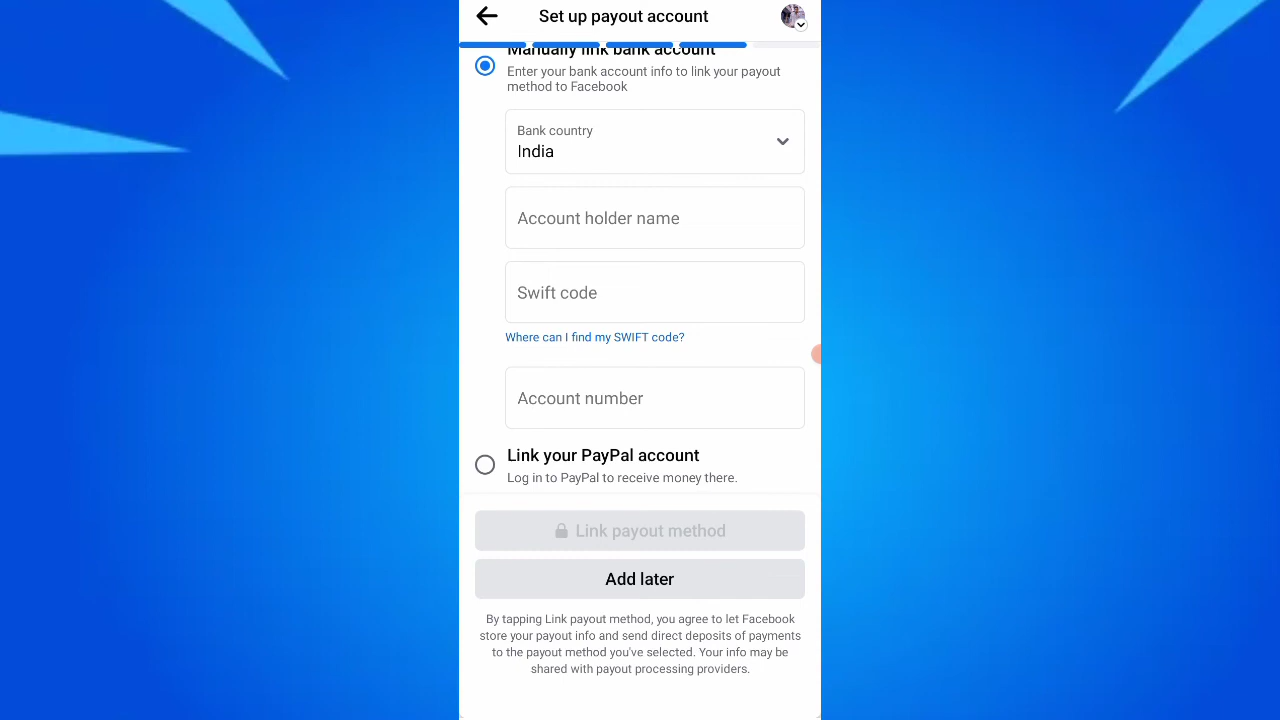 Set up payout account
Manually link bank account
Enter your bank account info to link your payout
method to Facebook
Bank country
India
Account holder name
Swift code
Where can I find my SWIFT code?
Account number
Link your PayPal account
Log in to PayPal to receive money there.
Link payout method
Add later
By tapping Link payout method, you agree to let Facebook
store your payout info and send direct deposits of payments
to the payout method you've selected. Your info may be
shared with payout processing providers.